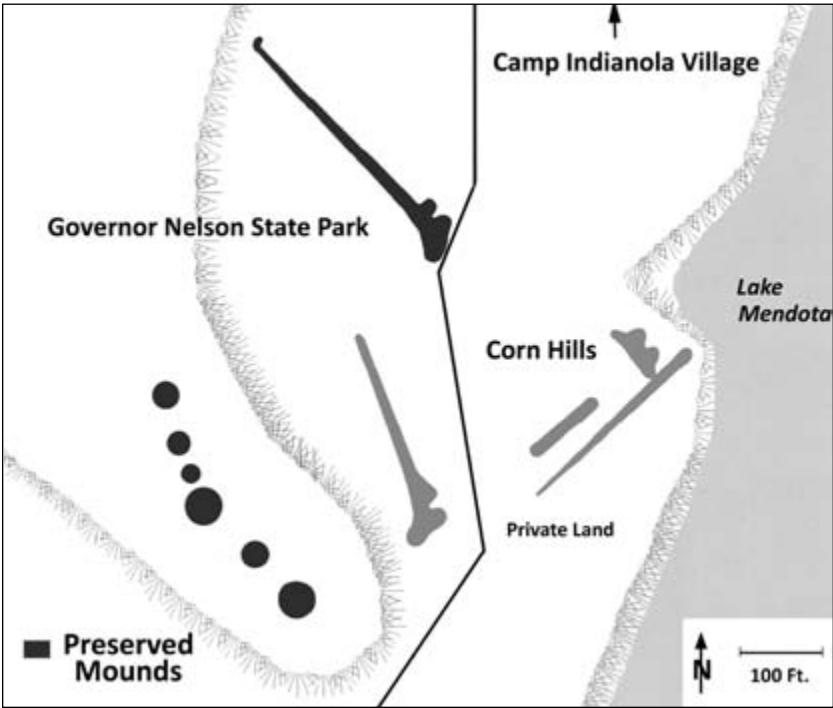 Camp Indianola Village
Governor Nelson State Park
Lake
Mendota
Corn Hills
Private Land
Preserved
Mounds
N
100 Ft.